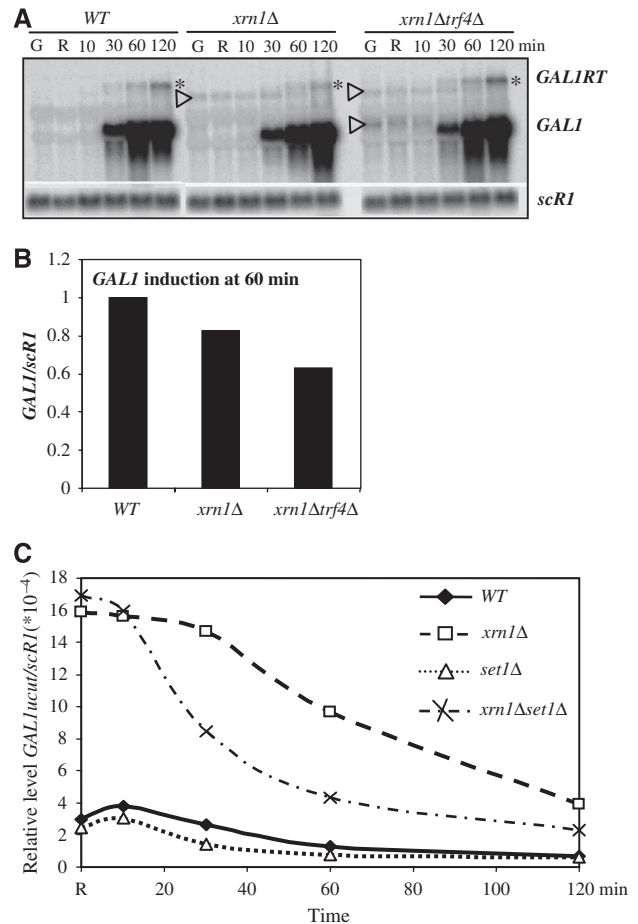 A
WT xrn1Δ xrn1Δtrf4Δ
G R 10 30 60 120 G R 10 30 60 120 G R 10 30 60 120 min
* * * GAL1RT
GAL1
scR1
B
GAL1 induction at 60 min
GAL1/scR1
1.2
1
0.8
0.6
0.4
0.2
0
WT xrn1Δ xrn1Δtrf4Δ
C
Relative level GAL1ucut/scR1(*10⁻⁴)
18
16
14
12
10
8
6
4
2
0
WT
xrn1Δ
set1Δ
xrn1Δset1Δ
R 20 40 60 80 100 120 min
Time